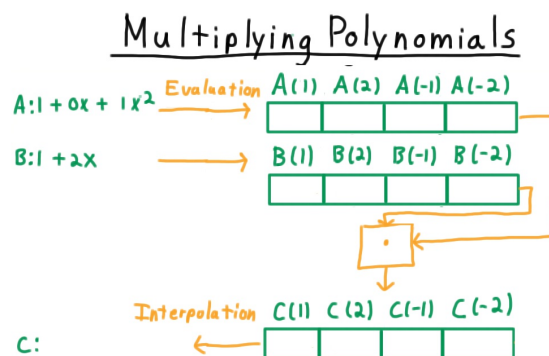 Multiplying Polynomials
Evaluation A(1) A(2) A(-1) A(-2)
A:1 + 0x + 1x²
B(1) B(2) B(-1) B(-2)
B:1 + 2x
·
Interpolation C(1) C(2) C(-1) C(-2)
C: